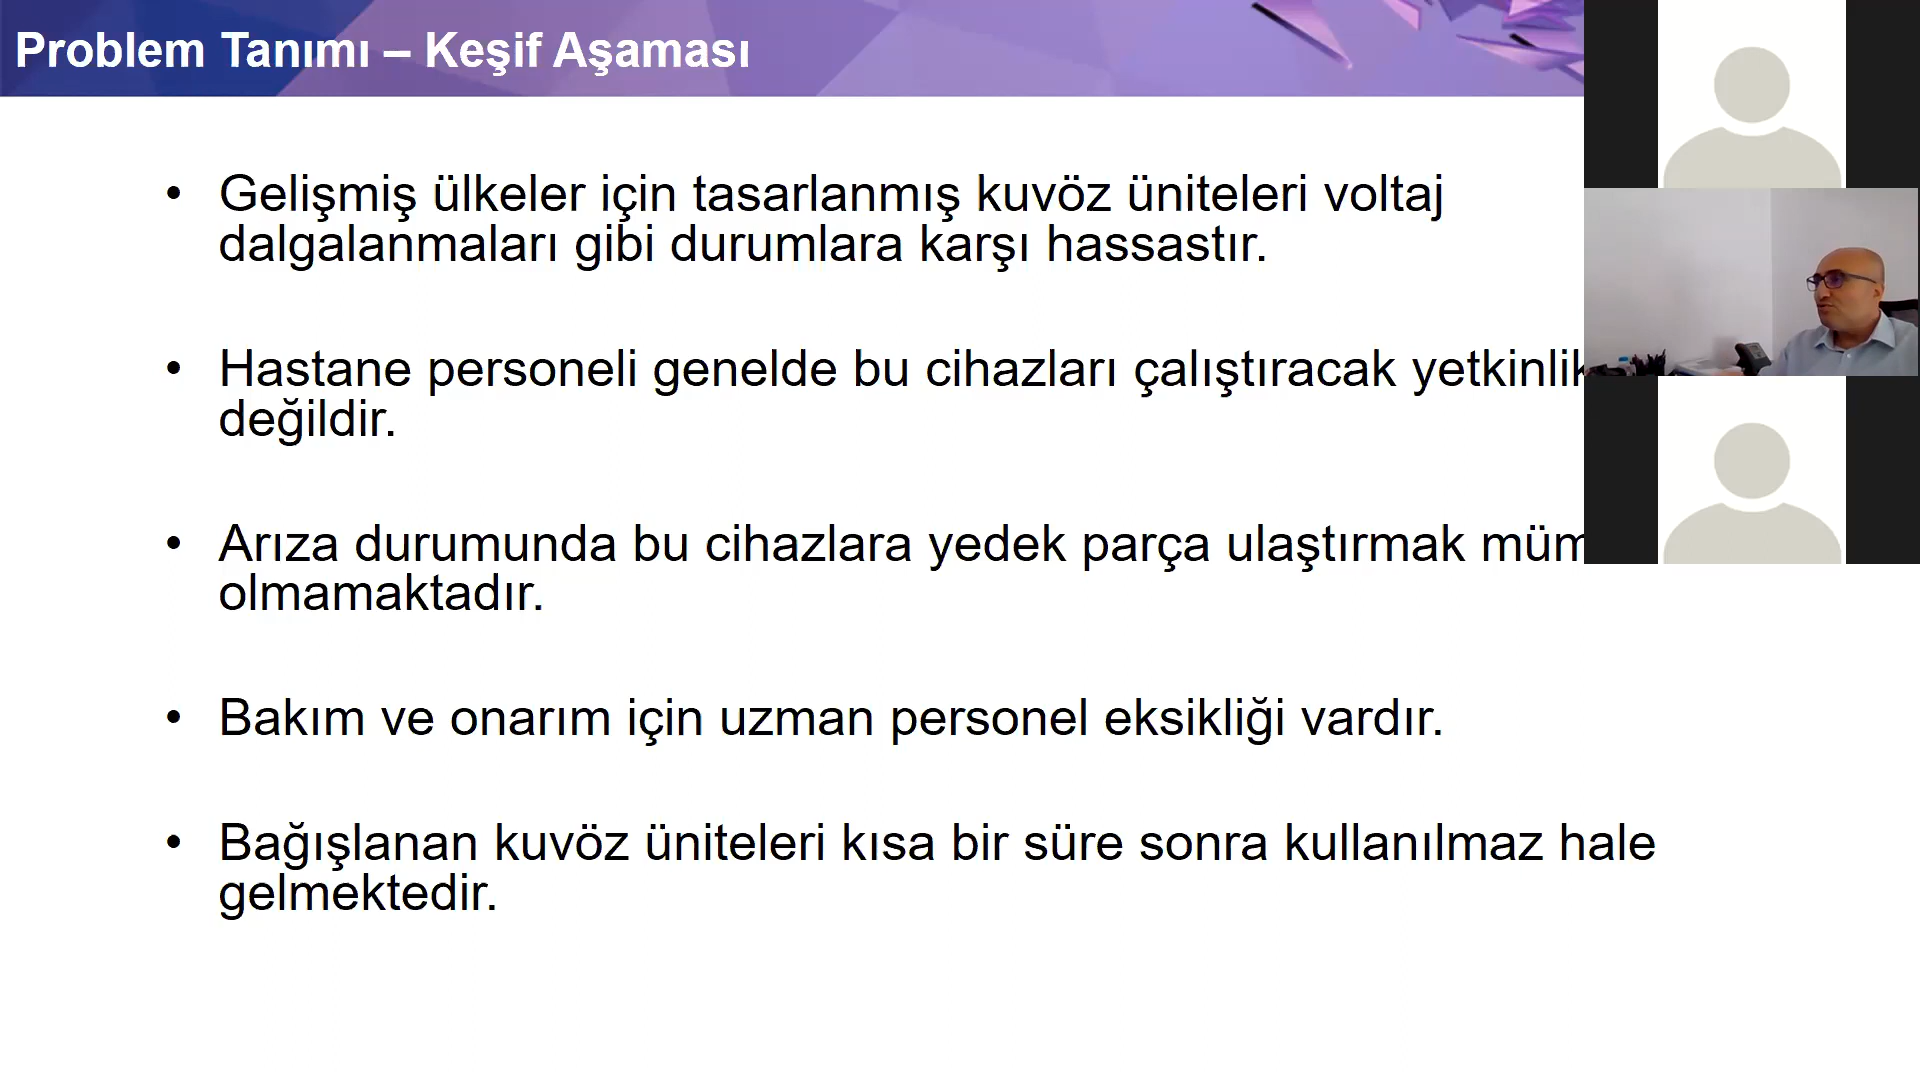 Problem Tanımı – Keşif Aşaması
• Gelişmiş ülkeler için tasarlanmış kuvöz üniteleri voltaj
dalgalanmaları gibi durumlara karşı hassastır.
• Hastane personeli genelde bu cihazları çalıştıracak
değildir.
• Arıza durumunda bu cihazlara yedek parça ulaştırmak
olmamaktadır.
• Bakım ve onarım için uzman personel eksikliği vardır.
• Bağışlanan kuvöz üniteleri kısa bir süre sonra kullanılmaz hale
gelmektedir.